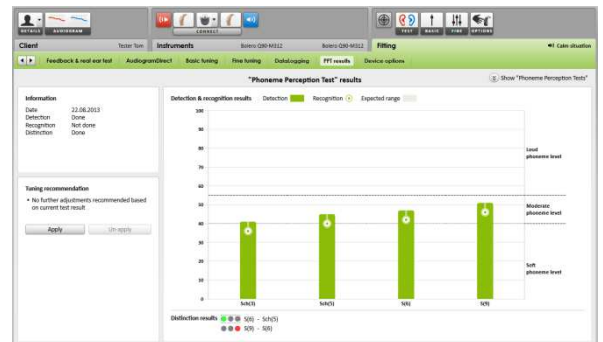 DETAILS AUDIOGRAM
CONNECT
TEST BASIC FINE OPTIONS
Client Tester Tom Instruments Bolero Q90-M312 Bolero Q90-M312 Fitting Calm situation
Feedback & real ear test AudiogramDirect Basic tuning Fine tuning DataLogging PPT results Device options
"Phoneme Perception Test" results
Show "Phoneme Perception Tests"
Information
Date 22.08.2013
Detection Done
Recognition Not done
Distinction Done
Tuning recommendation
• No further adjustments recommended based
on current test result
Apply Un-apply
Detection & recognition results Detection Recognition Expected range
100
90
80
70
60
50
40
30
20
10
0
Loud
phoneme level
Moderate
phoneme level
Soft
phoneme level
Sch(3) Sch(5) S(6) S(9)
Distinction results S(6) - Sch(5)
S(9) - S(6)